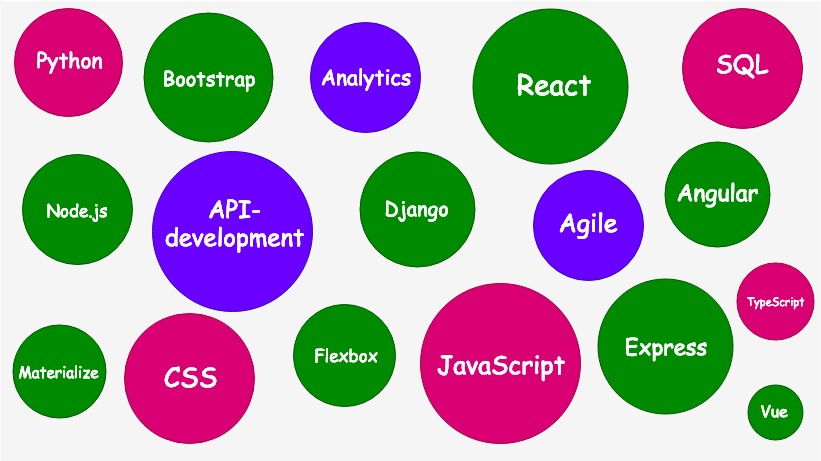 Python
Bootstrap
Analytics
React
SQL
Node.js
API-
development
Django
Agile
Angular
TypeScript
Materialize
CSS
Flexbox
JavaScript
Express
Vue